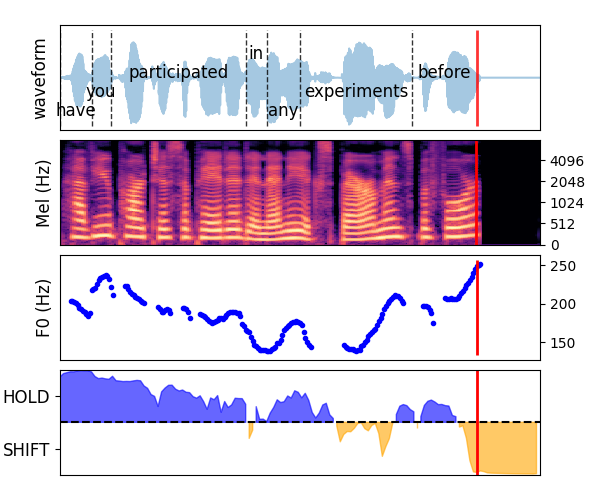 waveform
have
you
participated
in
any
experiments
before
Mel (Hz)
4096
2048
1024
512
0
F0 (Hz)
250
200
150
HOLD
SHIFT